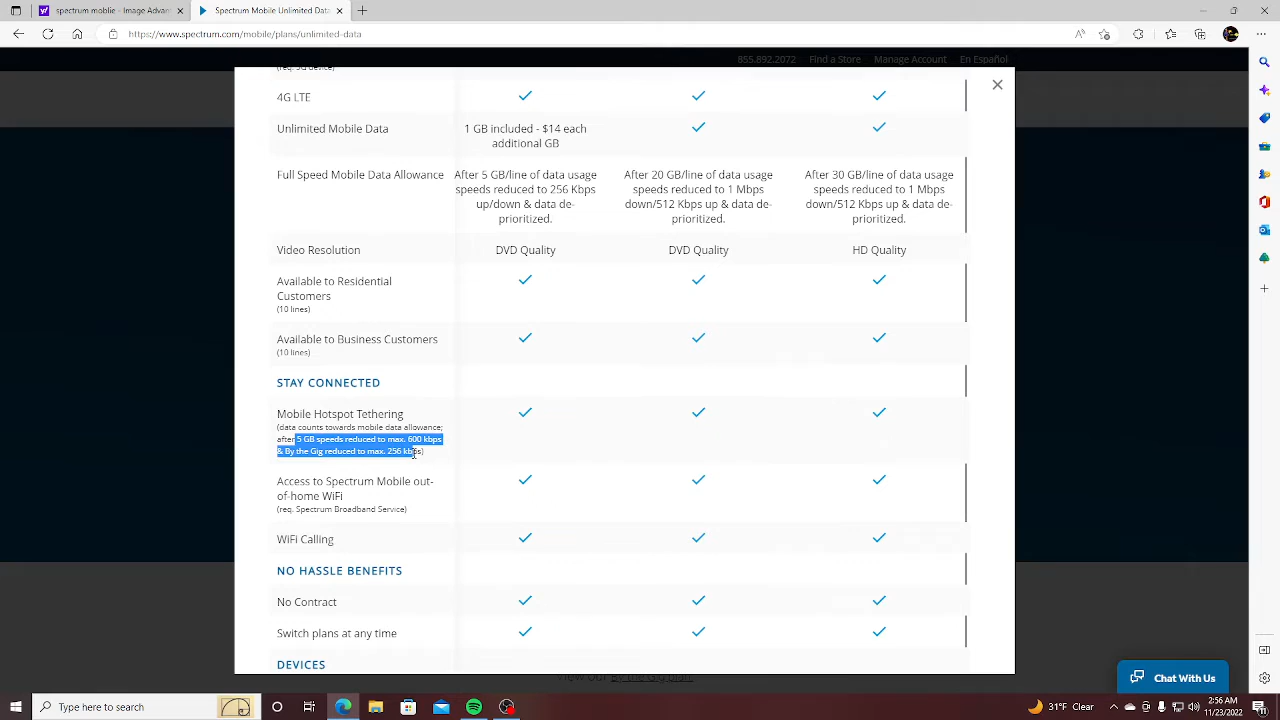 spectrum mobile - Image Advanc
Spectrum Mobile Plans | Unlimite
https://www.spectrum.com/mobile/plans/unlimited-data
855.892.2072 Find a Store Manage Account En Español
4G LTE
Unlimited Mobile Data
1 GB included - $14 each
additional GB
Full Speed Mobile Data Allowance
After 5 GB/line of data usage
speeds reduced to 256 Kbps
up/down & data de-
prioritized.
After 20 GB/line of data usage
speeds reduced to 1 Mbps
down/512 Kbps up & data de-
prioritized.
After 30 GB/line of data usage
speeds reduced to 1 Mbps
down/512 Kbps up & data de-
prioritized.
Video Resolution DVD Quality DVD Quality HD Quality
Available to Residential
Customers
(10 lines)
Available to Business Customers
(10 lines)
STAY CONNECTED
Mobile Hotspot Tethering
(data counts towards mobile data allowance;
after 5 GB speeds reduced to max. 600 kbps
& By the Gig reduced to max. 256 kbps)
Access to Spectrum Mobile out-
of-home WiFi
(req. Spectrum Broadband Service)
WiFi Calling
NO HASSLE BENEFITS
No Contract
Switch plans at any time
DEVICES
View our By the Gig plan.
Chat With Us
Type here to search
31°F Clear
2:56 AM
11/23/2022